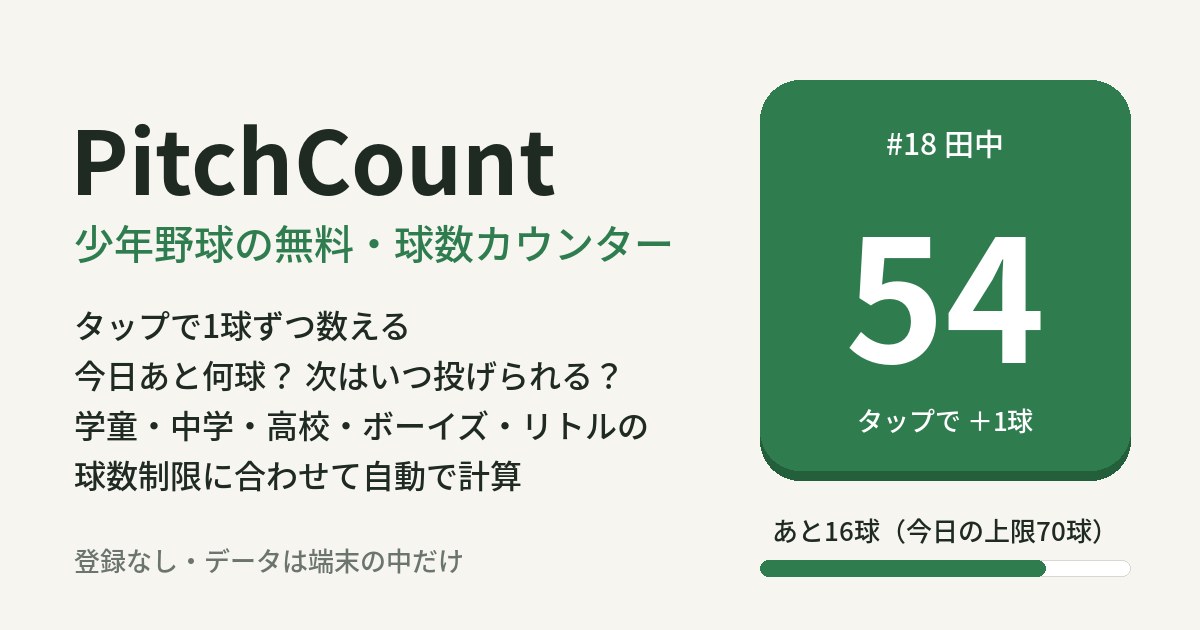 PitchCount
少年野球の無料・球数カウンター
タップで1球ずつ数える
今日あと何球？ 次はいつ投げられる？
学童・中学・高校・ボーイズ・リトルの
球数制限に合わせて自動で計算
登録なし・データは端末の中だけ
#18 田中
54
タップで ＋1球
あと16球（今日の上限70球）